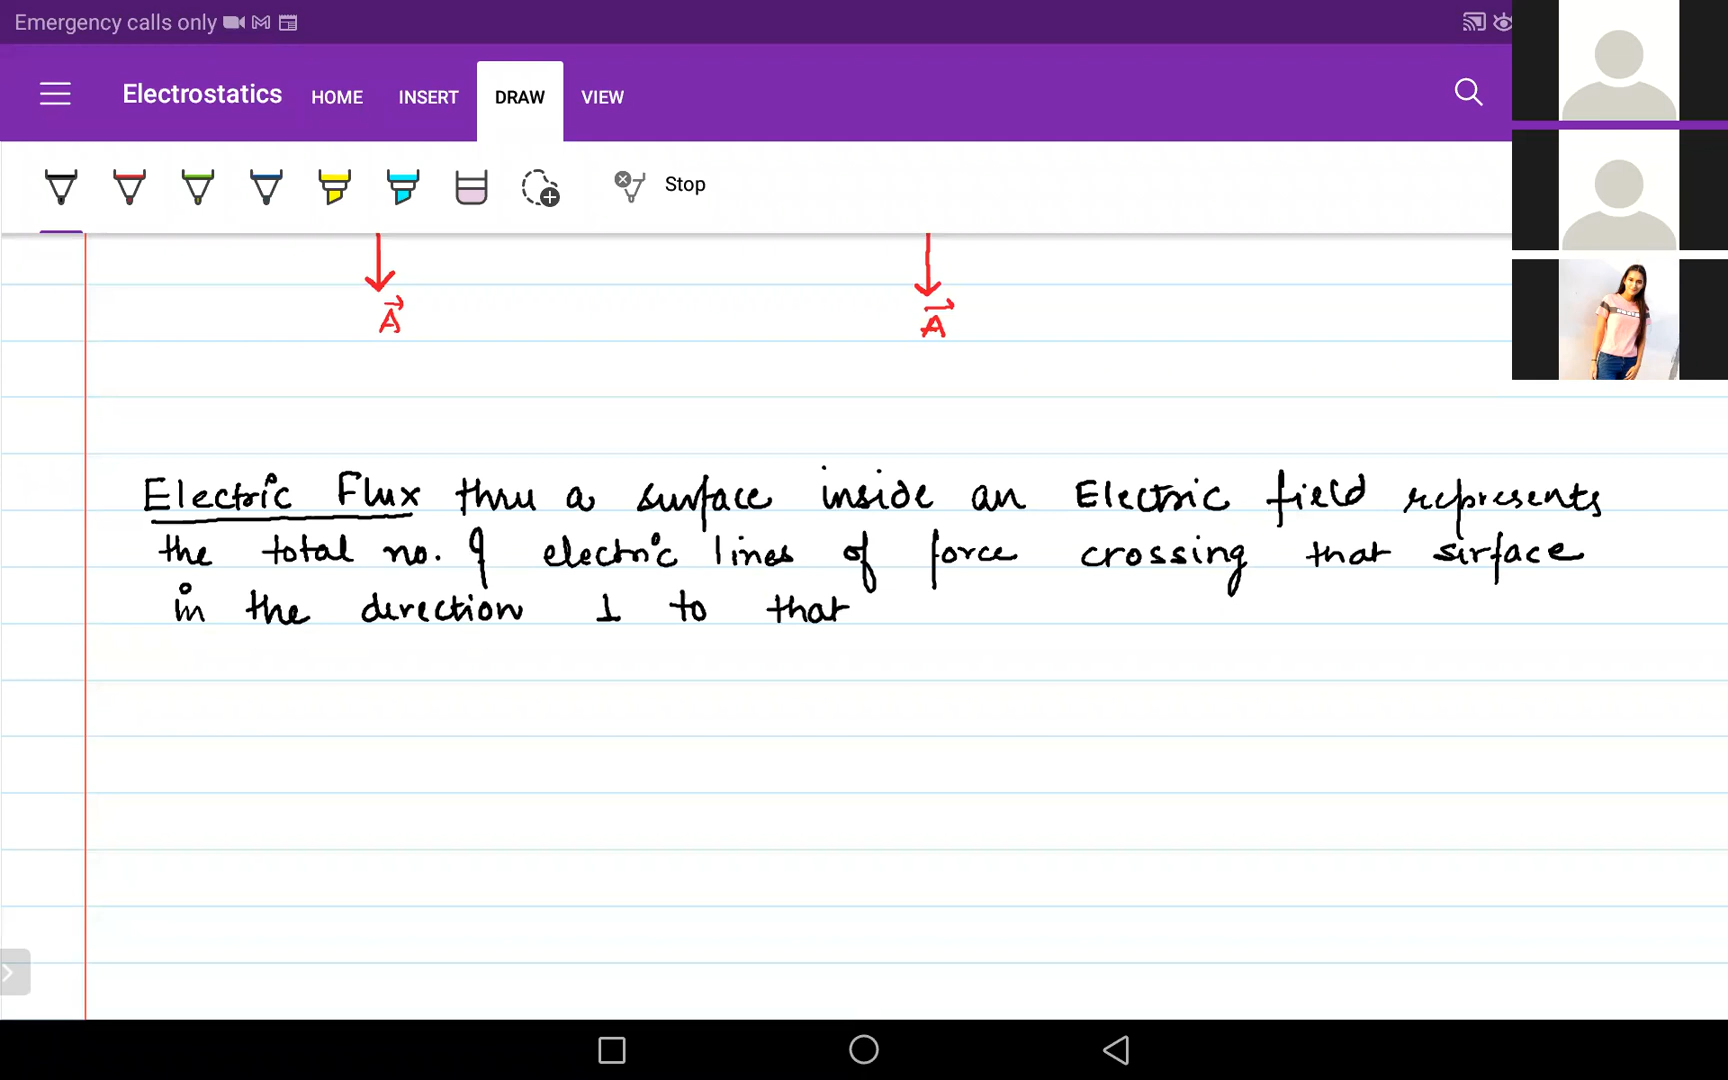 Emergency calls only
Electrostatics HOME INSERT DRAW VIEW
Stop
A
A
Electric Flux thru a surface inside an Electric field represents
the total no. of electric lines of force crossing that surface
in the direction ⊥ to that